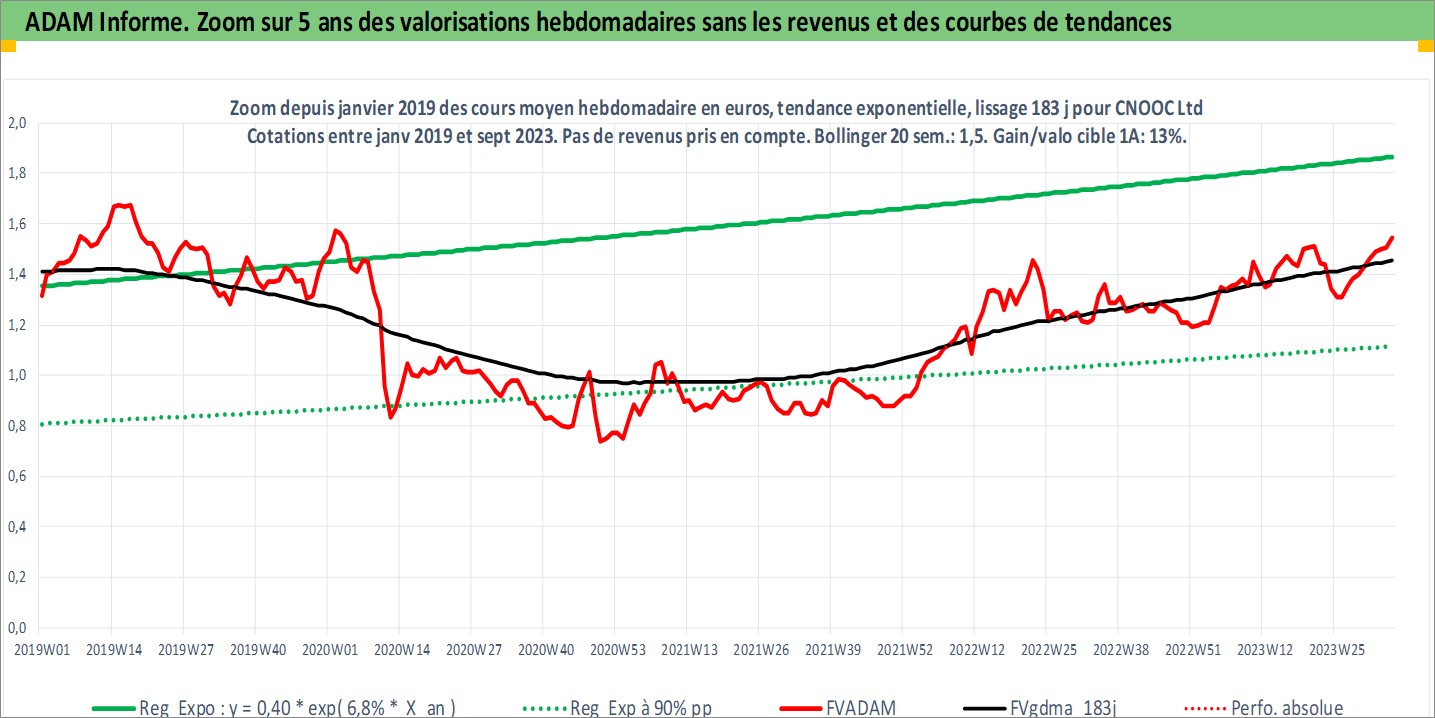 ADAM Informe. Zoom sur 5 ans des valorisations hebdomadaires sans les revenus et des courbes de tendances
Zoom depuis janvier 2019 des cours moyen hebdomadaire en euros, tendance exponentielle, lissage 183 j pour CNOOC Ltd
Cotations entre janv 2019 et sept 2023. Pas de revenus pris en compte. Bollinger 20 sem.: 1,5. Gain/valo cible 1A: 13%.
2,0
1,8
1,6
1,4
1,2
1,0
0,8
0,6
0,4
0,2
0,0
2019W01 2019W14 2019W27 2019W40 2020W01 2020W14 2020W27 2020W40 2020W53 2021W13 2021W26 2021W39 2021W52 2022W12 2022W25 2022W38 2022W51 2023W12 2023W25
Reg Expo : y = 0,40 * exp( 6,8% * X an ) Reg Exp à 90% pp FVADAM FVgdma 183j Perfo. absolue